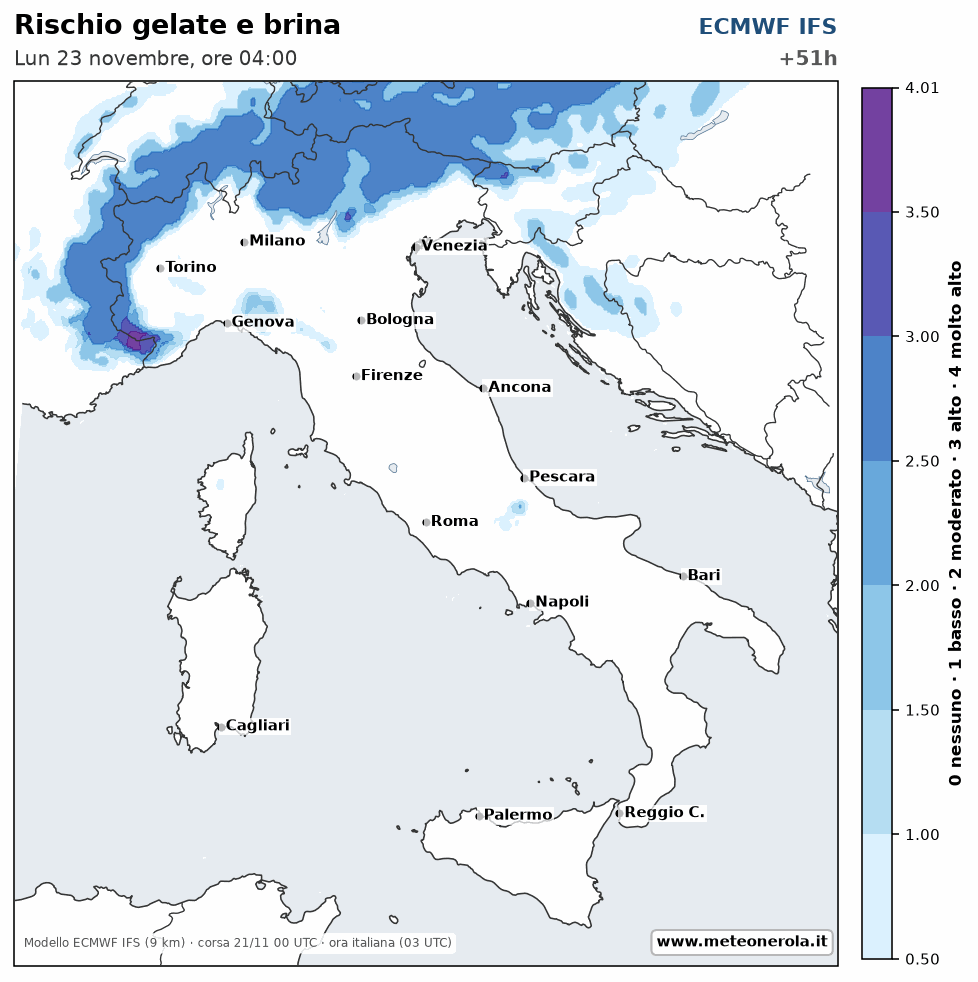 Rischio gelate e brina
ECMWF IFS
Lun 23 novembre, ore 04:00
+51h
Milano
Venezia
Torino
Genova
Bologna
Firenze
Ancona
Pescara
Roma
Bari
Napoli
Cagliari
Palermo
Reggio C.
Modello ECMWF IFS (9 km) · corsa 21/11 00 UTC · ora italiana (03 UTC)
www.meteonerola.it
4.01
3.50
3.00
2.50
2.00
1.50
1.00
0.50
0 nessuno · 1 basso · 2 moderato · 3 alto · 4 molto alto